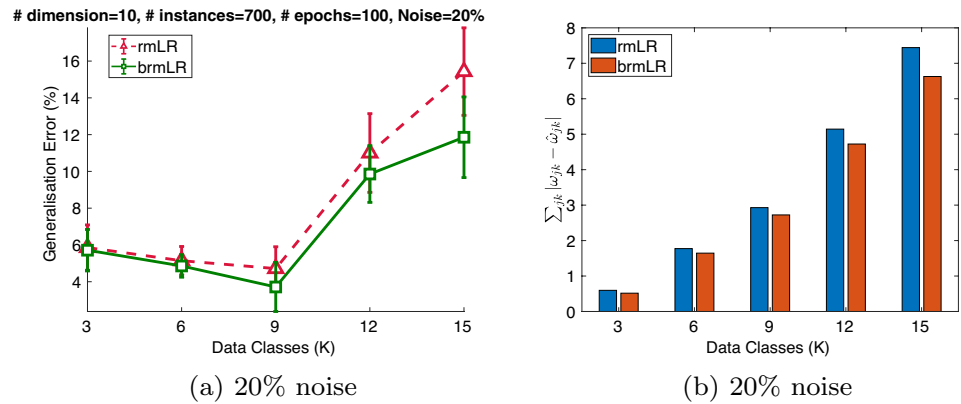 # dimension=10, # instances=700, # epochs=100, Noise=20%
Generalisation Error (%)
16
14
12
10
8
6
4
rmLR
brmLR
3 6 9 12 15
Data Classes (K)
(a) 20% noise
∑jk |ωjk − ω̂jk|
8
7
6
5
4
3
2
1
0
rmLR
brmLR
3 6 9 12 15
Data Classes (K)
(b) 20% noise